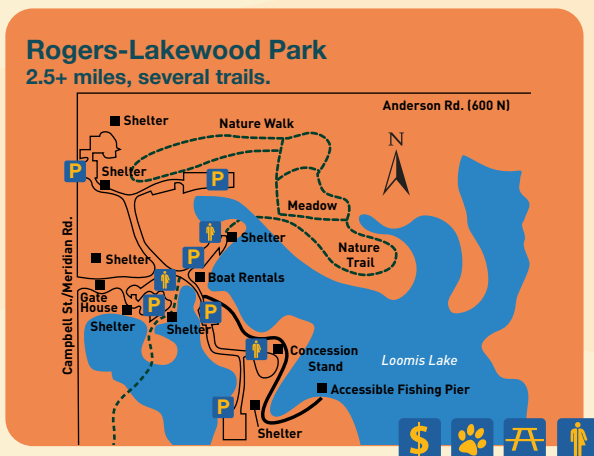 Rogers-Lakewood Park
2.5+ miles, several trails.
Anderson Rd. (600 N)
Shelter
Nature Walk
N
P
Shelter
P
Meadow
Campbell St./Meridian Rd.
Shelter
Nature
Trail
Shelter
P
Boat Rentals
Gate
House
P
P
Shelter
Shelter
Concession
Stand
Loomis Lake
Accessible Fishing Pier
P
Shelter
$